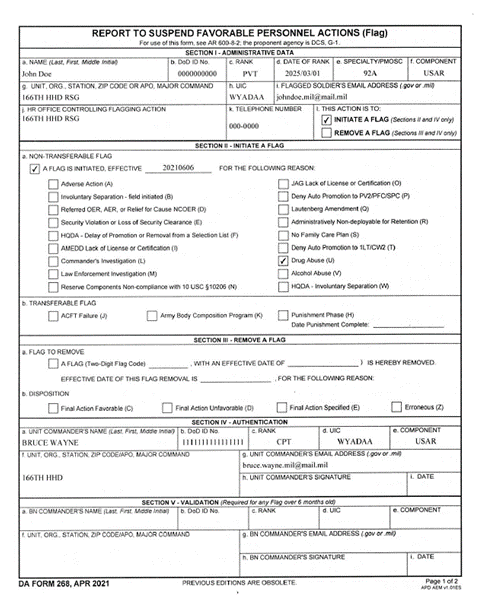 REPORT TO SUSPEND FAVORABLE PERSONNEL ACTIONS (Flag)
For use of this form, see AR 600-8-2; the proponent agency is DCS, G-1.
SECTION I - ADMINISTRATIVE DATA
a. NAME (Last, First, Middle Initial) b. DoD ID No. c. RANK d. DATE OF RANK e. SPECIALTY/PMOSC f. COMPONENT
John Doe 0000000000 PVT 2025/03/01 92A USAR
g. UNIT, ORG., STATION, ZIP CODE OR APO, MAJOR COMMAND h. UIC i. FLAGGED SOLDIER'S EMAIL ADDRESS (.gov or .mil)
166TH HHD RSG WYADAA johndoe.mil@mail.mil
j. HR OFFICE CONTROLLING FLAGGING ACTION k. TELEPHONE NUMBER l. THIS ACTION IS TO:
166TH HHD RSG 000-0000
✓ INITIATE A FLAG (Sections II and IV only)
REMOVE A FLAG (Sections III and IV only)
SECTION II - INITIATE A FLAG
a. NON-TRANSFERABLE FLAG
✓ A FLAG IS INITIATED, EFFECTIVE 20210606 FOR THE FOLLOWING REASON:
Adverse Action (A) JAG Lack of License or Certification (O)
Involuntary Separation - field initiated (B) Deny Auto Promotion to PV2/PFC/SPC (P)
Referred OER, AER, or Relief for Cause NCOER (D) Lautenberg Amendment (Q)
Security Violation or Loss of Security Clearance (E) Administratively Non-deployable for Retention (R)
HQDA - Delay of Promotion or Removal from a Selection List (F) No Family Care Plan (S)
AMEDD Lack of License or Certification (I) Deny Auto Promotion to 1LT/CW2 (T)
Commander's Investigation (L) ✓ Drug Abuse (U)
Law Enforcement Investigation (M) Alcohol Abuse (V)
Reserve Components Non-compliance with 10 USC §10206 (N) HQDA - Involuntary Separation (W)
b. TRANSFERABLE FLAG
ACFT Failure (J) Army Body Composition Program (K) Punishment Phase (H)
Date Punishment Complete:
SECTION III - REMOVE A FLAG
a. FLAG TO REMOVE
A FLAG (Two-Digit Flag Code) , WITH AN EFFECTIVE DATE OF ) IS HEREBY REMOVED.
EFFECTIVE DATE OF THIS FLAG REMOVAL IS , FOR THE FOLLOWING REASON:
b. DISPOSITION
Final Action Favorable (C) Final Action Unfavorable (D) Final Action Specified (E) Erroneous (Z)
SECTION IV - AUTHENTICATION
a. UNIT COMMANDER'S NAME (Last, First, Middle Initial) b. DoD ID No. c. RANK d. UIC e. COMPONENT
BRUCE WAYNE CPT WYADAA USAR
f. UNIT, ORG., STATION, ZIP CODE/APO, MAJOR COMMAND g. UNIT COMMANDER'S EMAIL ADDRESS (.gov or .mil)
bruce.wayne.mil@mail.mil
166TH HHD h. UNIT COMMANDER'S SIGNATURE i. DATE
SECTION V - VALIDATION (Required for any Flag over 6 months old)
a. BN COMMANDER'S NAME (Last, First, Middle Initial) b. DoD ID No. c. RANK d. UIC e. COMPONENT
f. UNIT, ORG., STATION, ZIP CODE/APO, MAJOR COMMAND g. BN COMMANDER'S EMAIL ADDRESS (.gov or .mil)
h. BN COMMANDER'S SIGNATURE i. DATE
DA FORM 268, APR 2021 PREVIOUS EDITIONS ARE OBSOLETE. Page 1 of 2
APD AEM v1.01ES